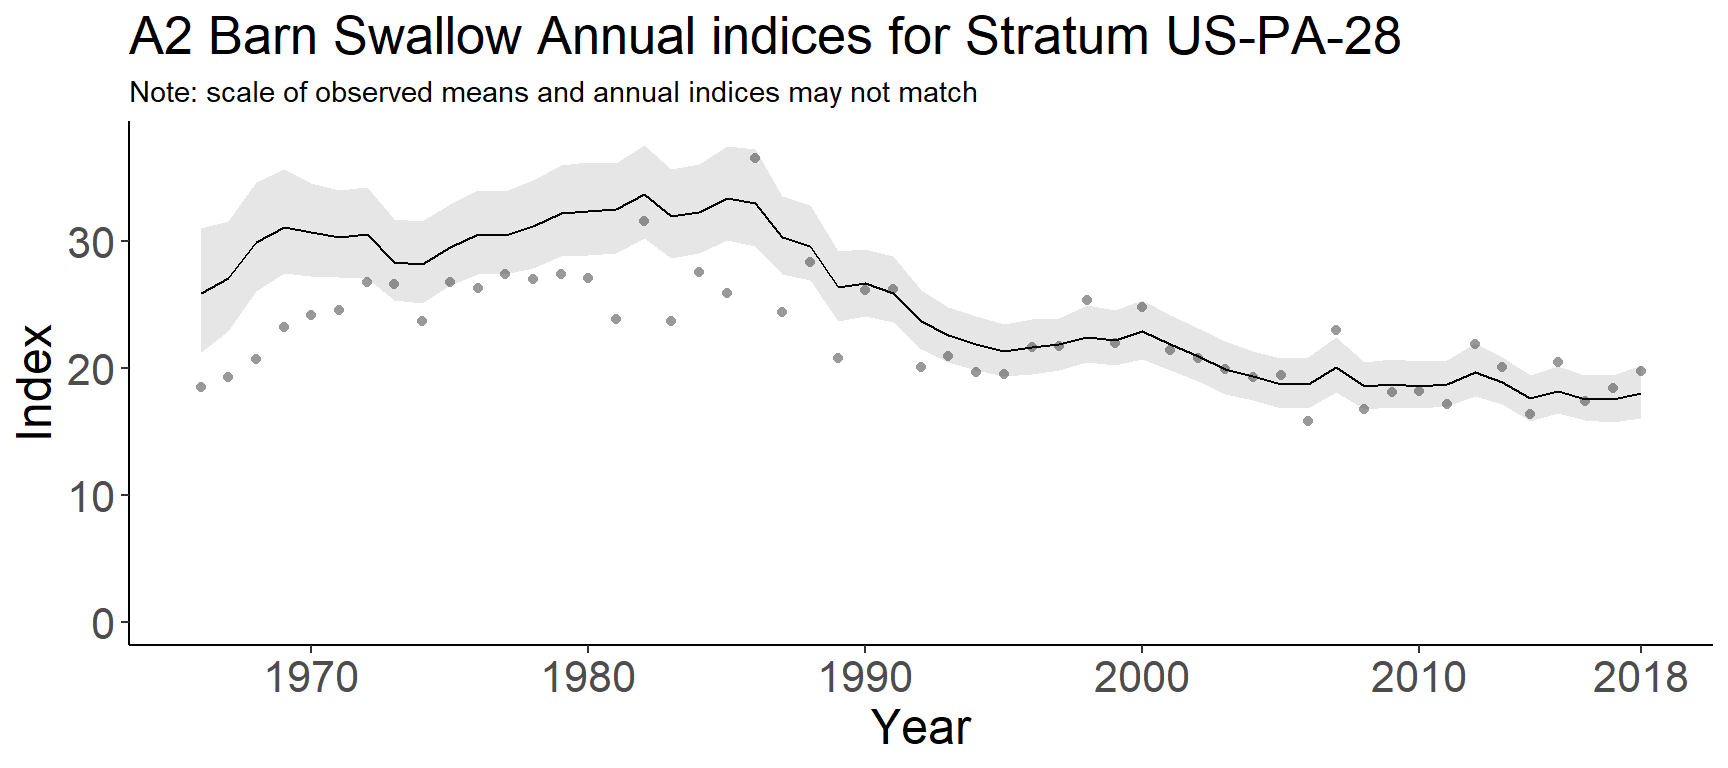 A2 Barn Swallow Annual indices for Stratum US-PA-28
Note: scale of observed means and annual indices may not match
30
20
10
0
Index
1970 1980 1990 2000 2010 2018
Year